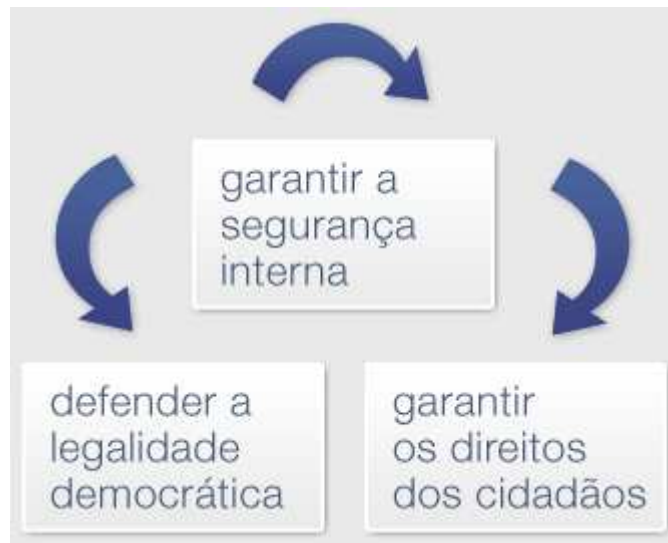 garantir a
segurança
interna
defender a
legalidade
democrática
garantir
os direitos
dos cidadãos